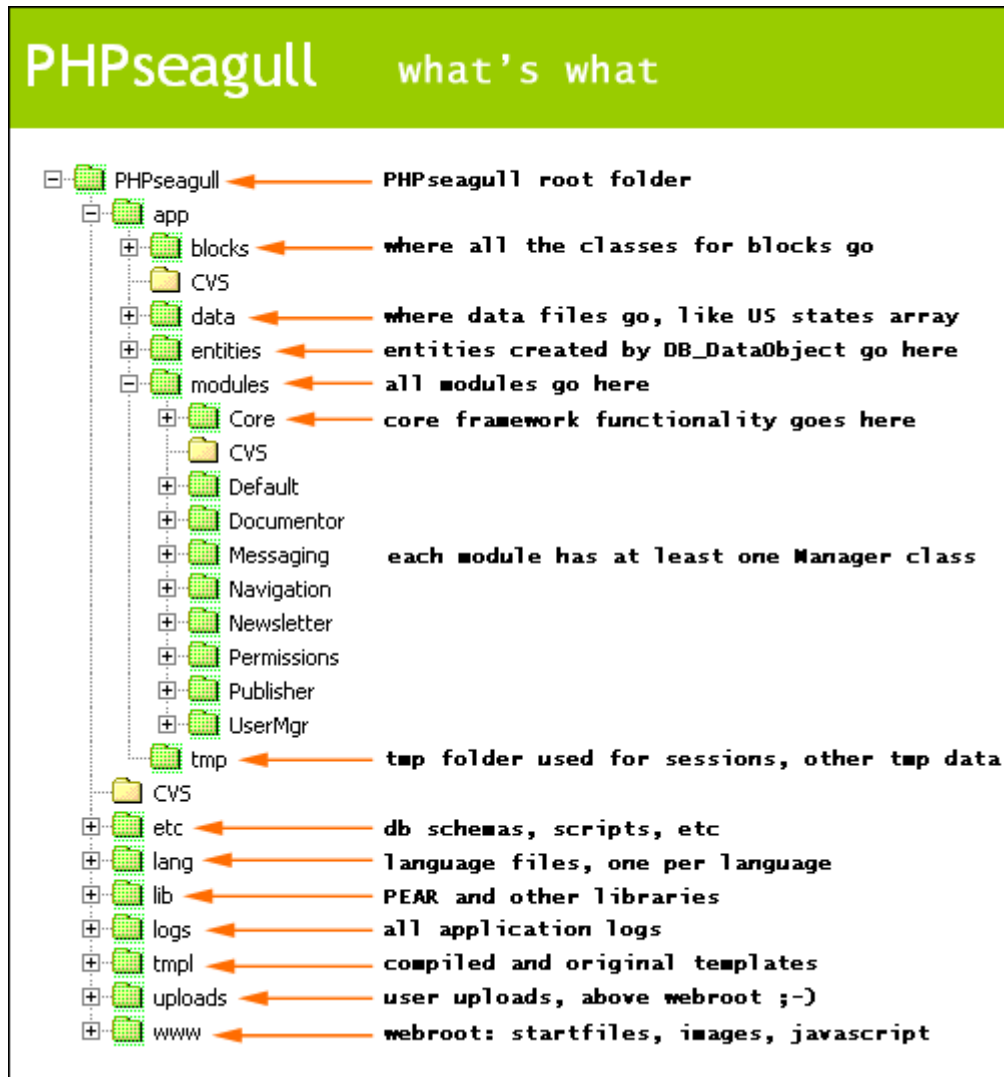 PHPseagull what's what
PHPseagull PHPseagull root folder
app
blocks where all the classes for blocks go
CVS
data where data files go, like US states array
entities entities created by DB_DataObject go here
modules all modules go here
Core core framework functionality goes here
CVS
Default
Documentor
Messaging each module has at least one Manager class
Navigation
Newsletter
Permissions
Publisher
UserMgr
tmp tmp folder used for sessions, other tmp data
CVS
etc db schemas, scripts, etc
lang language files, one per language
lib PEAR and other libraries
logs all application logs
tmpl compiled and original templates
uploads user uploads, above webroot ;-)
www webroot: startfiles, images, javascript